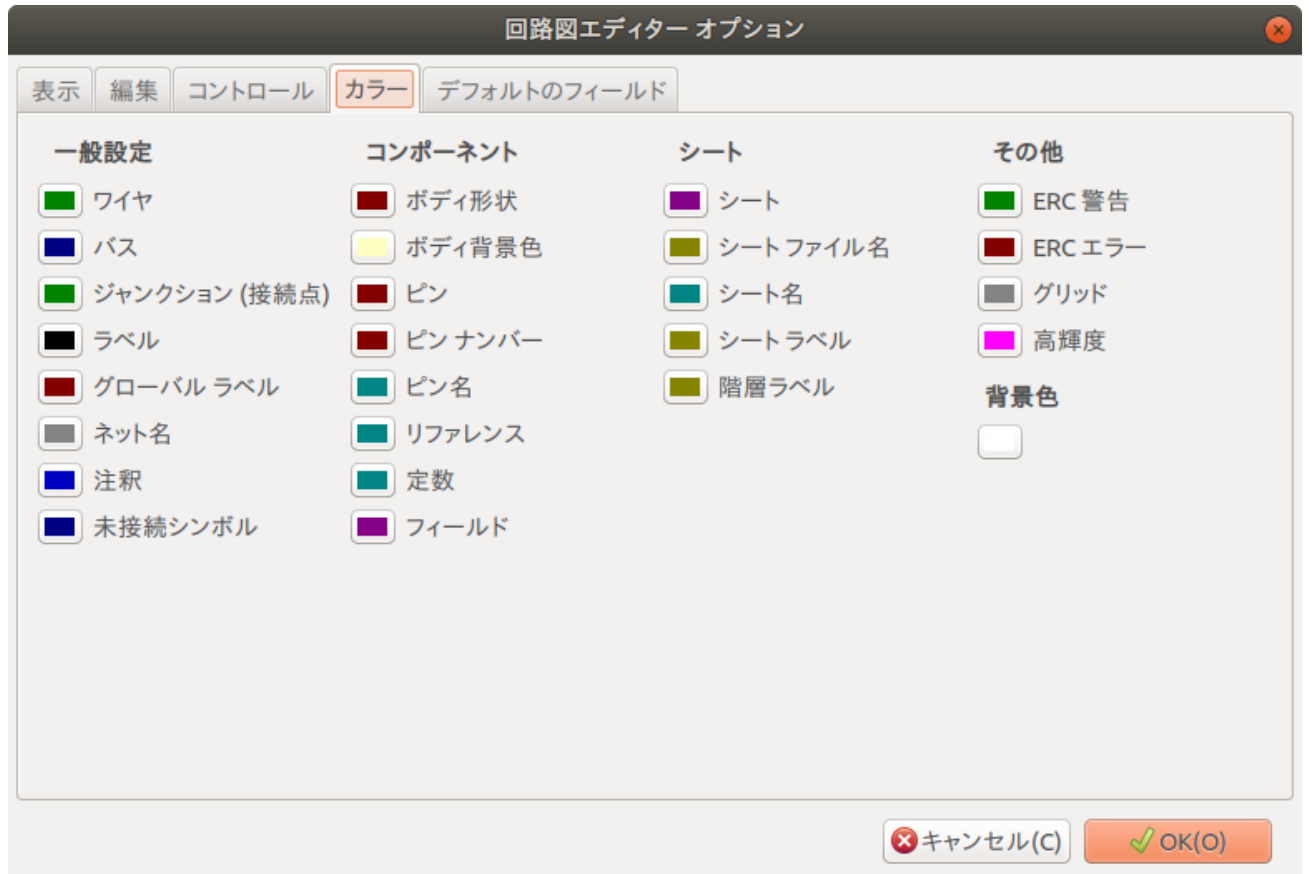 回路図エディター オプション
表示 編集 コントロール カラー デフォルトのフィールド
一般設定
ワイヤ
バス
ジャンクション (接続点)
ラベル
グローバル ラベル
ネット名
注釈
未接続シンボル
コンポーネント
ボディ形状
ボディ背景色
ピン
ピン ナンバー
ピン名
リファレンス
定数
フィールド
シート
シート
シート ファイル名
シート名
シート ラベル
階層ラベル
その他
ERC 警告
ERC エラー
グリッド
高輝度
背景色
キャンセル(C) OK(O)